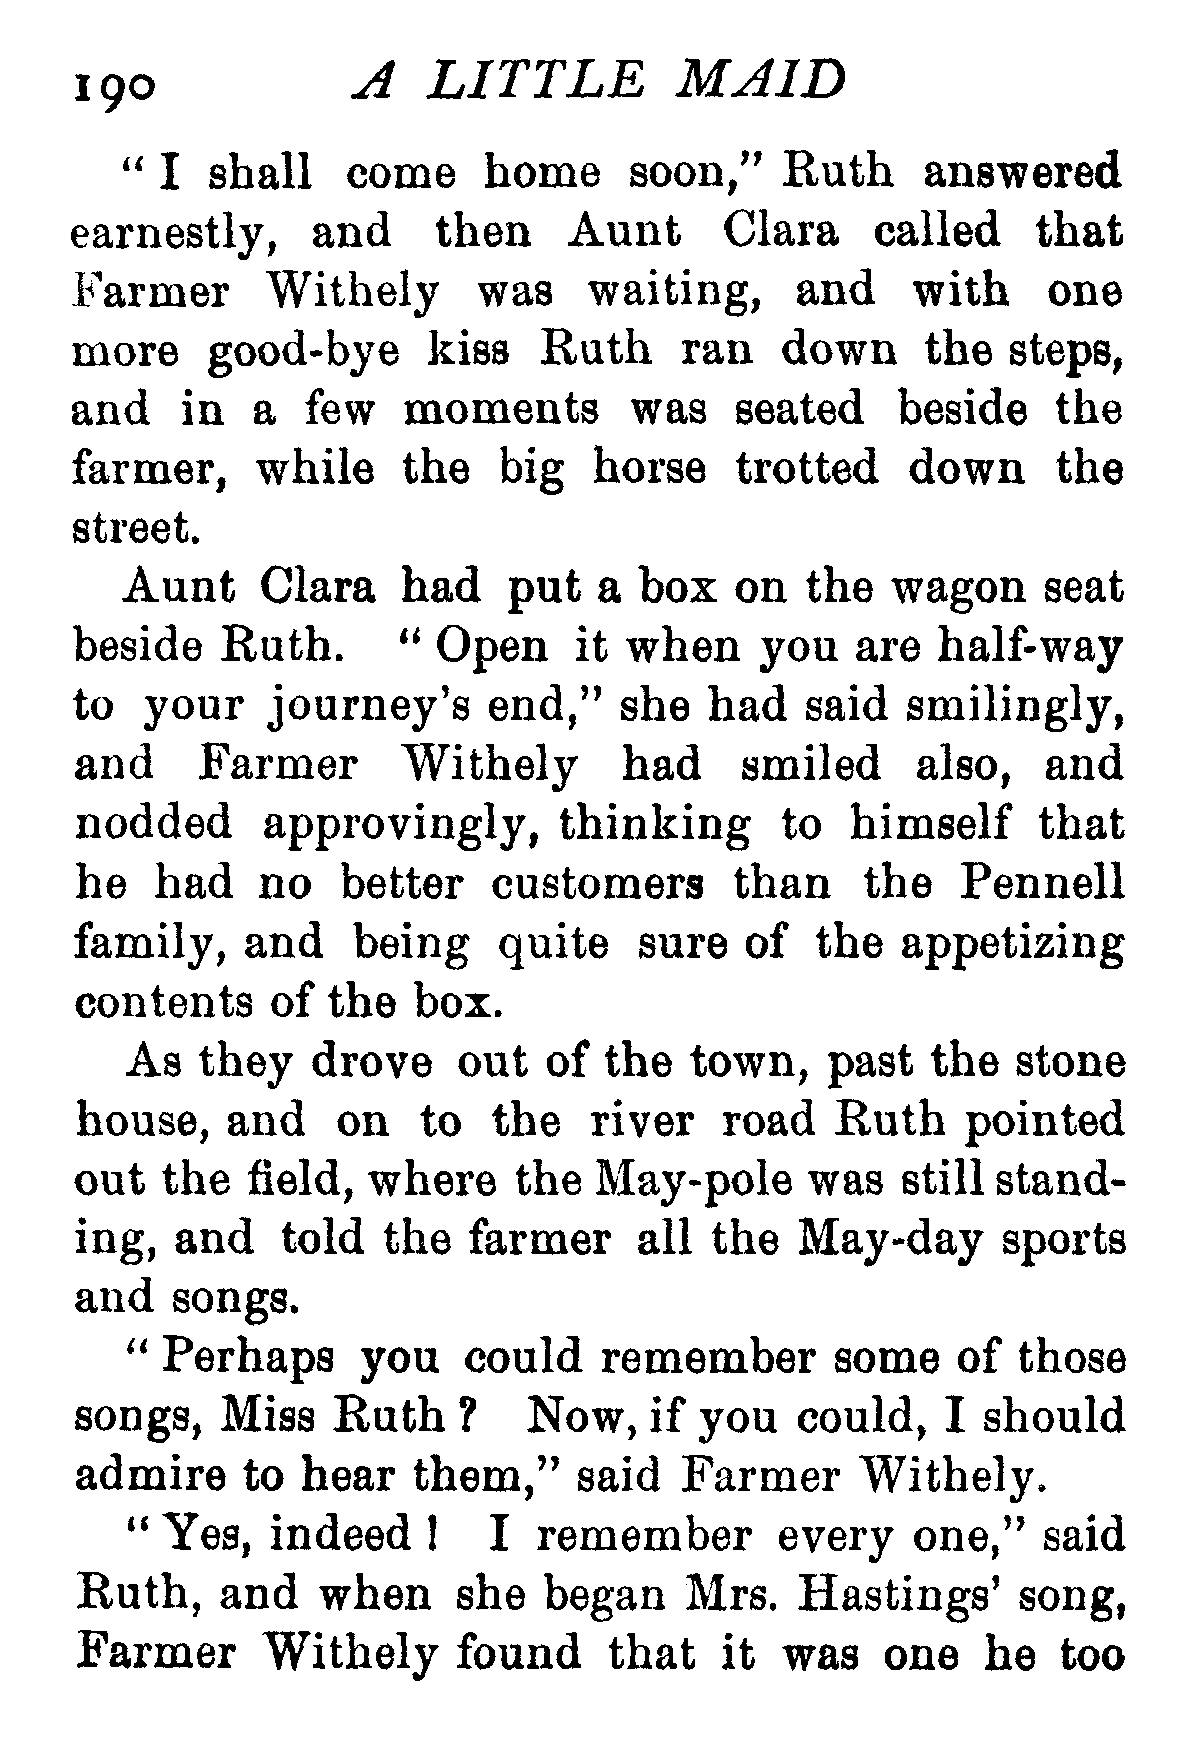 190 A LITTLE MAID
“ I shall come home soon,” Ruth answered
earnestly, and then Aunt Clara called that
Farmer Withely was waiting, and with one
more good-bye kiss Ruth ran down the steps,
and in a few moments was seated beside the
farmer, while the big horse trotted down the
street.
Aunt Clara had put a box on the wagon seat
beside Ruth. “ Open it when you are half-way
to your journey’s end,” she had said smilingly,
and Farmer Withely had smiled also, and
nodded approvingly, thinking to himself that
he had no better customers than the Pennell
family, and being quite sure of the appetizing
contents of the box.
As they drove out of the town, past the stone
house, and on to the river road Ruth pointed
out the field, where the May-pole was still stand-
ing, and told the farmer all the May-day sports
and songs.
“ Perhaps you could remember some of those
songs, Miss Ruth ? Now, if you could, I should
admire to hear them,” said Farmer Withely.
“ Yes, indeed ! I remember every one,” said
Ruth, and when she began Mrs. Hastings’ song,
Farmer Withely found that it was one he too